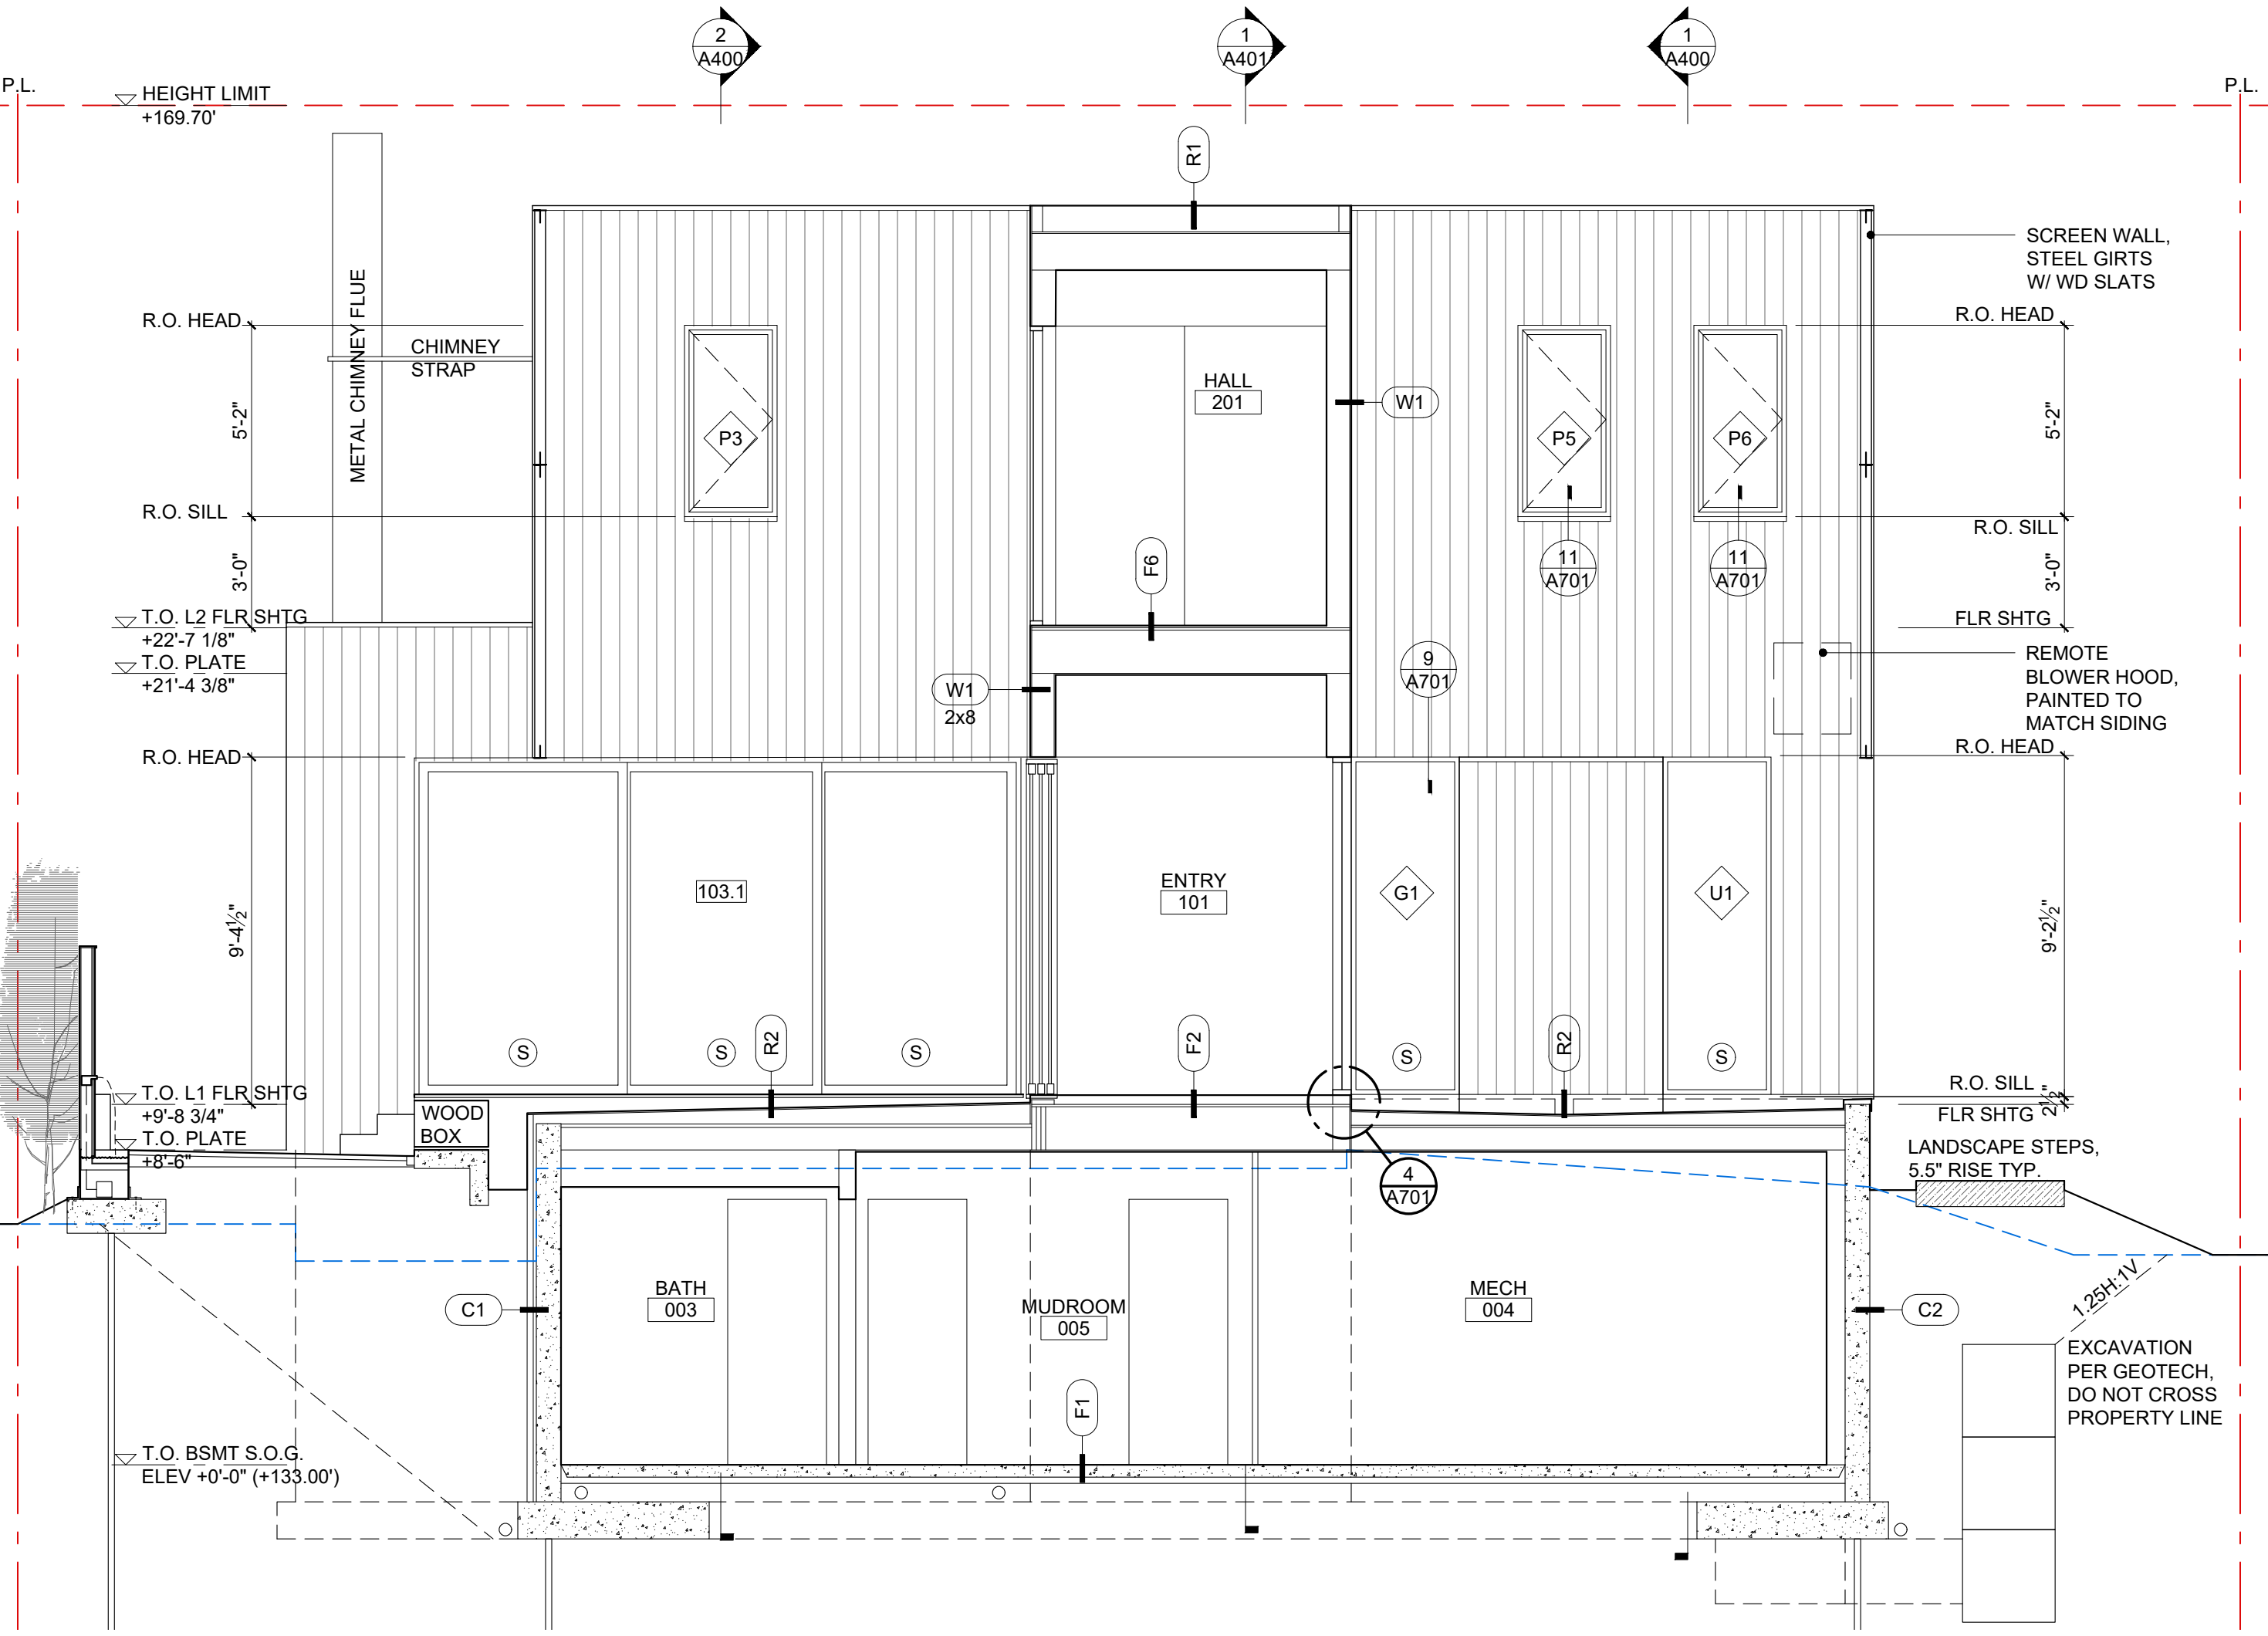 2
A400
1
A401
1
A400
P.L.
P.L.
HEIGHT LIMIT
+169.70'
R1
METAL CHIMNEY FLUE
SCREEN WALL,
STEEL GIRTS
W/ WD SLATS
R.O. HEAD
R.O. HEAD
CHIMNEY
STRAP
HALL
201
W1
5'-2"
5'-2"
P3
P5
P6
R.O. SILL
R.O. SILL
11
A701
11
A701
F6
3'-0"
3'-0"
T.O. L2 FLR SHTG
+22'-7 1/8"
FLR SHTG
T.O. PLATE
+21'-4 3/8"
9
A701
REMOTE
BLOWER HOOD,
PAINTED TO
MATCH SIDING
W1
2x8
R.O. HEAD
R.O. HEAD
103.1
ENTRY
101
G1
U1
9'-4½"
9'-2½"
S
S
R2
S
F2
S
R2
S
T.O. L1 FLR SHTG
+9'-8 3/4"
R.O. SILL
2½"
FLR SHTG
WOOD
BOX
T.O. PLATE
+8'-6"
LANDSCAPE STEPS,
5.5" RISE TYP.
4
A701
BATH
003
MUDROOM
005
MECH
004
C1
C2
1.25H:1V
EXCAVATION
PER GEOTECH,
DO NOT CROSS
PROPERTY LINE
F1
T.O. BSMT S.O.G.
ELEV +0'-0" (+133.00')